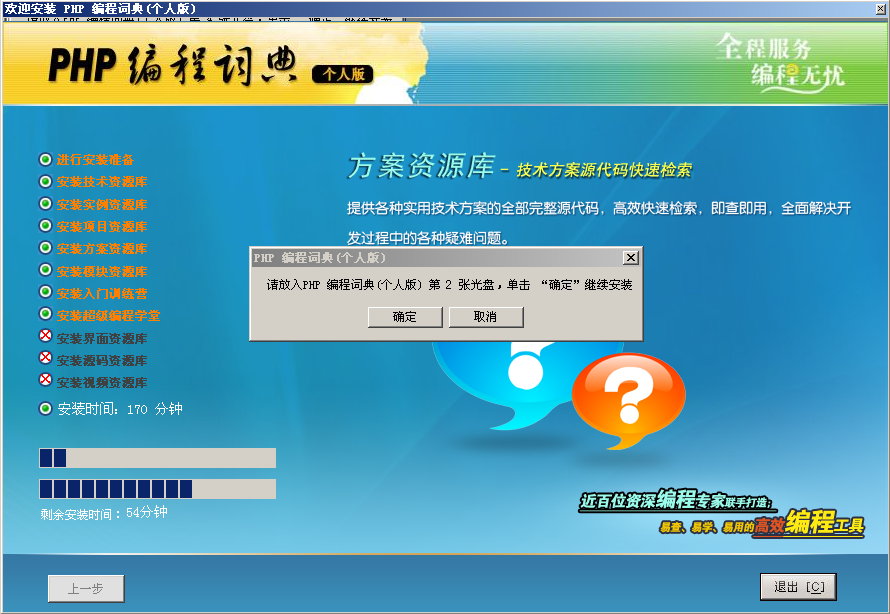 欢迎安装 PHP 编程词典(个人版)
PHP 编程词典 个人版
全程服务
编程无忧
进行安装准备
安装技术资源库
安装实例资源库
安装项目资源库
安装方案资源库
安装模块资源库
安装入门训练营
安装超级编程学堂
安装界面资源库
安装源码资源库
安装视频资源库
安装时间：170 分钟
剩余安装时间：54分钟
方案资源库 - 技术方案源代码快速检索
提供各种实用技术方案的全部完整源代码，高效快速检索，即查即用，全面解决开
发过程中的各种疑难问题。
PHP 编程词典(个人版)
请放入PHP 编程词典(个人版) 第 2 张光盘，单击 “确定”继续安装
确定
取消
近百位资深编程专家联手打造；
易查、易学、易用的高效编程工具
上一步
退出 [C]